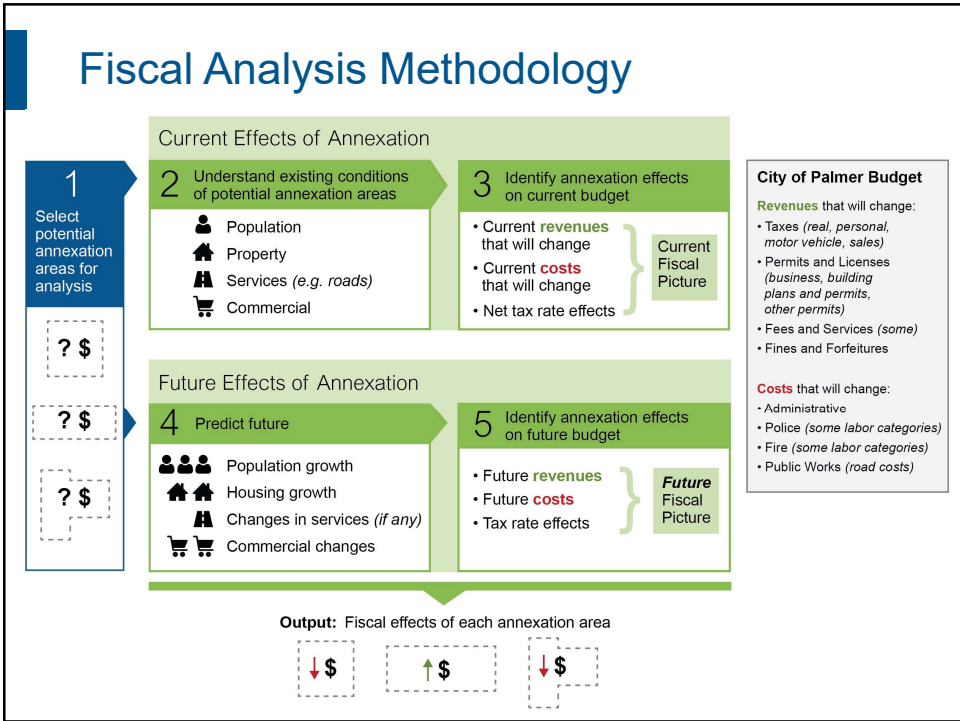 Fiscal Analysis Methodology
1
Select
potential
annexation
areas for
analysis
? $
? $
? $
Current Effects of Annexation
2 Understand existing conditions
of potential annexation areas
Population
Property
Services (e.g. roads)
Commercial
3 Identify annexation effects
on current budget
• Current revenues
that will change
• Current costs
that will change
• Net tax rate effects
Current
Fiscal
Picture
Future Effects of Annexation
4 Predict future
Population growth
Housing growth
Changes in services (if any)
Commercial changes
5 Identify annexation effects
on future budget
• Future revenues
• Future costs
• Tax rate effects
Future
Fiscal
Picture
City of Palmer Budget
Revenues that will change:
• Taxes (real, personal,
motor vehicle, sales)
• Permits and Licenses
(business, building
plans and permits,
other permits)
• Fees and Services (some)
• Fines and Forfeitures
Costs that will change:
• Administrative
• Police (some labor categories)
• Fire (some labor categories)
• Public Works (road costs)
Output: Fiscal effects of each annexation area
↓ $
↑ $
↓ $